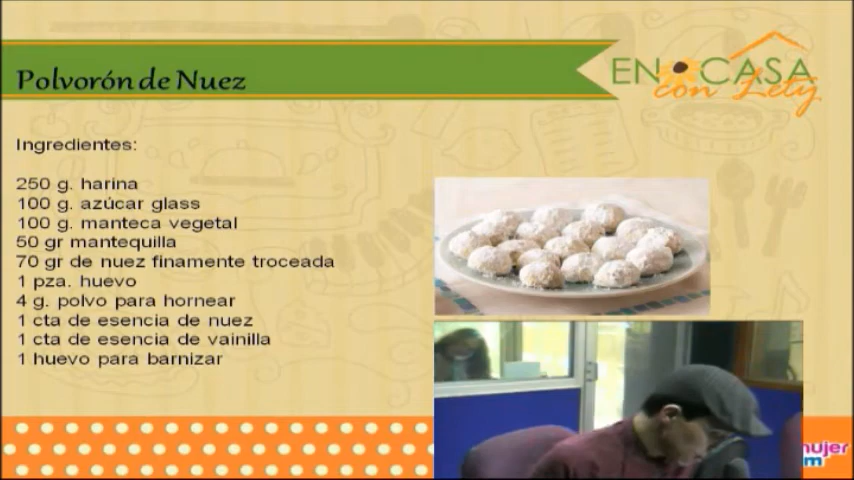 Polvorón de Nuez
EN CASA
con Lety
Ingredientes:
250 g. harina
100 g. azúcar glass
100 g. manteca vegetal
50 gr mantequilla
70 gr de nuez finamente troceada
1 pza. huevo
4 g. polvo para hornear
1 cta de esencia de nuez
1 cta de esencia de vainilla
1 huevo para barnizar